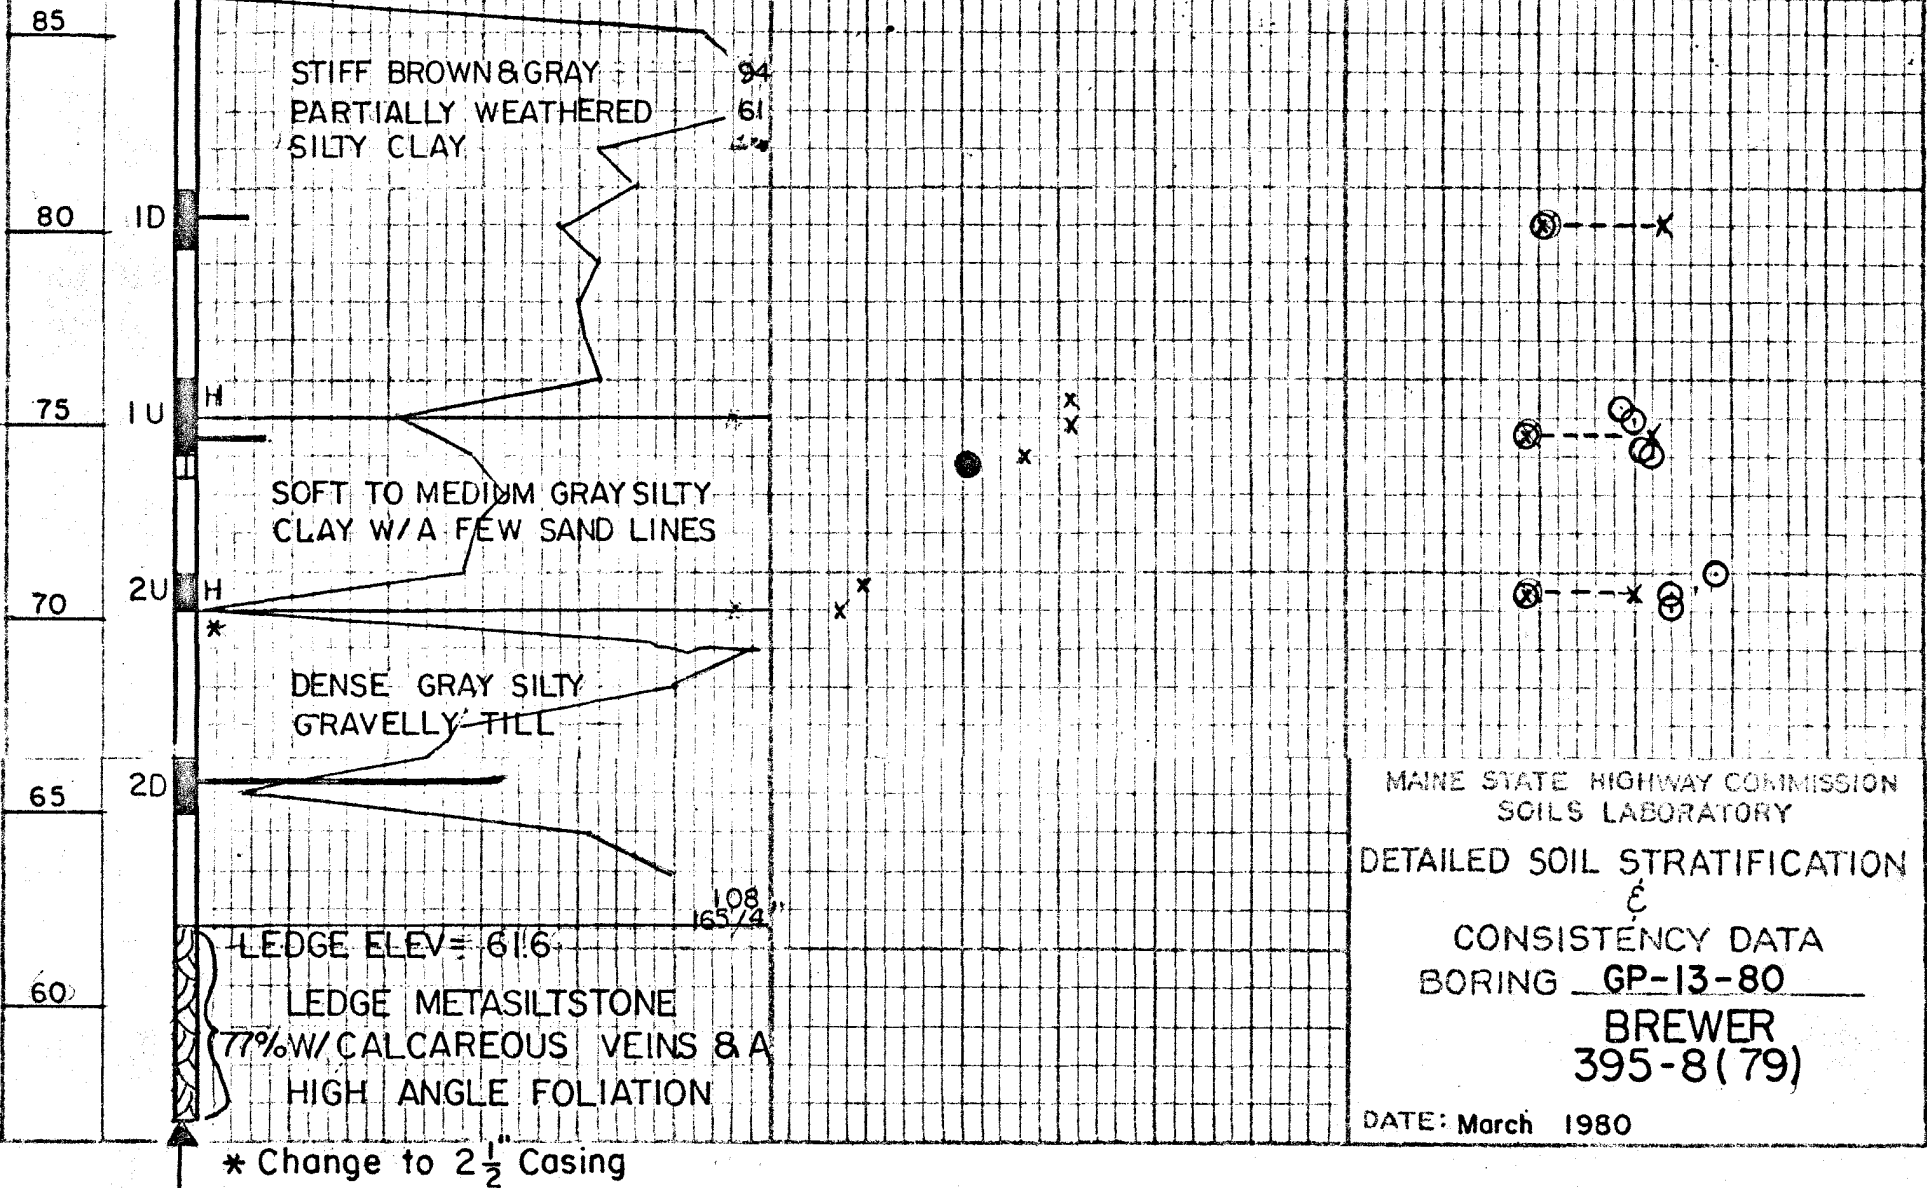 85
STIFF BROWN & GRAY
PARTIALLY WEATHERED
SILTY CLAY
94
61
80
1D
75
1U
H
SOFT TO MEDIUM GRAY SILTY
CLAY W/A FEW SAND LINES
70
2U
H
*
DENSE GRAY SILTY
GRAVELLY TILL
65
2D
108
165/4"
LEDGE ELEV= 61.6
60
LEDGE METASILTSTONE
77% W/ CALCAREOUS VEINS & A
HIGH ANGLE FOLIATION
* Change to 2 1/2" Casing
MAINE STATE HIGHWAY COMMISSION
SOILS LABORATORY
DETAILED SOIL STRATIFICATION
&
CONSISTENCY DATA
BORING GP-13-80
BREWER
395-8(79)
DATE: March 1980